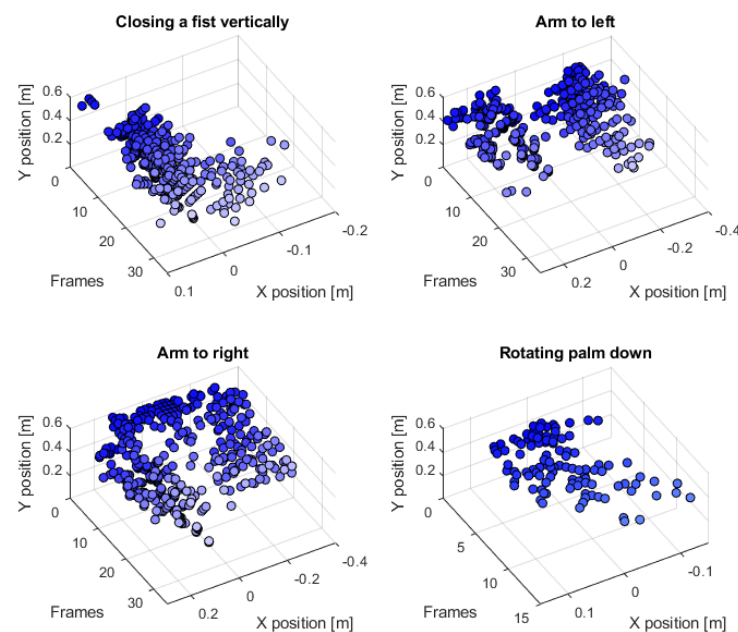 Closing a fist vertically
0.6
0.4
0.2
0
Y position [m]
0
10
20
30
Frames
0.1
0
-0.1
-0.2
X position [m]
Arm to left
0.6
0.4
0.2
0
Y position [m]
0
10
20
30
Frames
0.2
0
-0.2
-0.4
X position [m]
Arm to right
0.6
0.4
0.2
Y position [m]
0
10
20
30
Frames
0.2
0
-0.2
-0.4
X position [m]
Rotating palm down
0.6
0.4
0.2
Y position [m]
0
5
10
15
Frames
0.1
0
-0.1
X position [m]